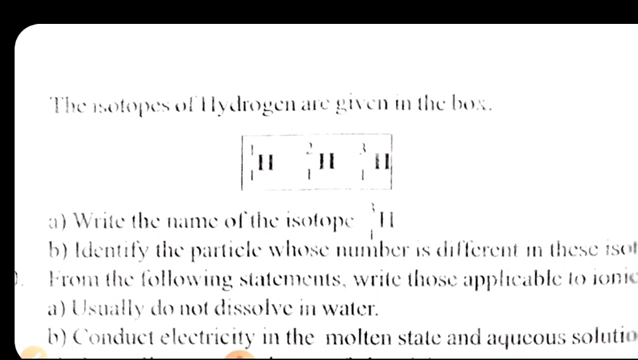 The isotopes of Hydrogen are given in the box.
¹₁H ²₁H ³₁H
a) Write the name of the isotope ³₁H
b) Identify the particle whose number is different in these isot
From the following statements, write those applicable to ionic
a) Usually do not dissolve in water.
b) Conduct electricity in the molten state and aqueous solutio